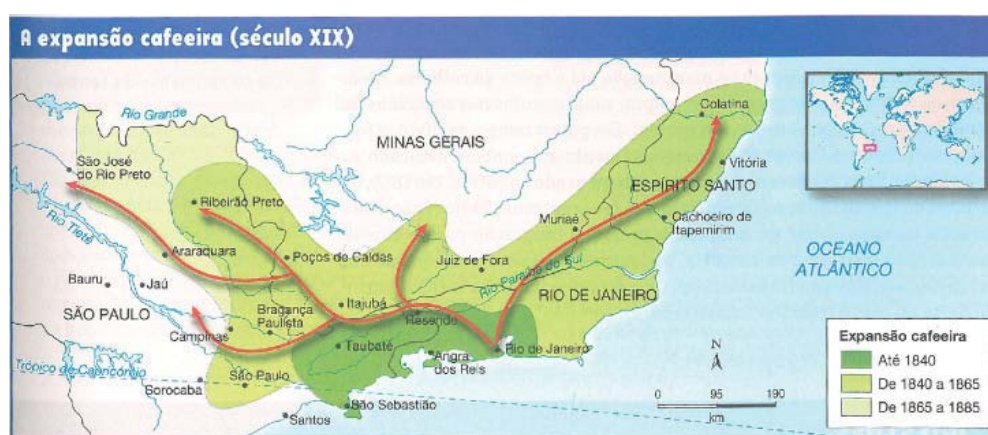 A expansão cafeeira (século XIX)
Rio Grande
MINAS GERAIS
Colatina
São José
do Rio Preto
Vitória
Ribeirão Preto
ESPÍRITO SANTO
Rio Tietê
Muriaé
Cachoeiro de
Itapemirim
Araraquara
Poços de Caldas
Juiz de Fora
Rio Paraíba do Sul
OCEANO
ATLÂNTICO
Bauru
Jaú
Itajubá
RIO DE JANEIRO
SÃO PAULO
Bragança
Paulista
Resende
Campinas
Taubaté
Angra
dos Reis
Rio de Janeiro
Trópico de Capricórnio
São Paulo
Sorocaba
São Sebastião
Santos
N
0 95 190
km
Expansão cafeeira
Até 1840
De 1840 a 1865
De 1865 a 1885